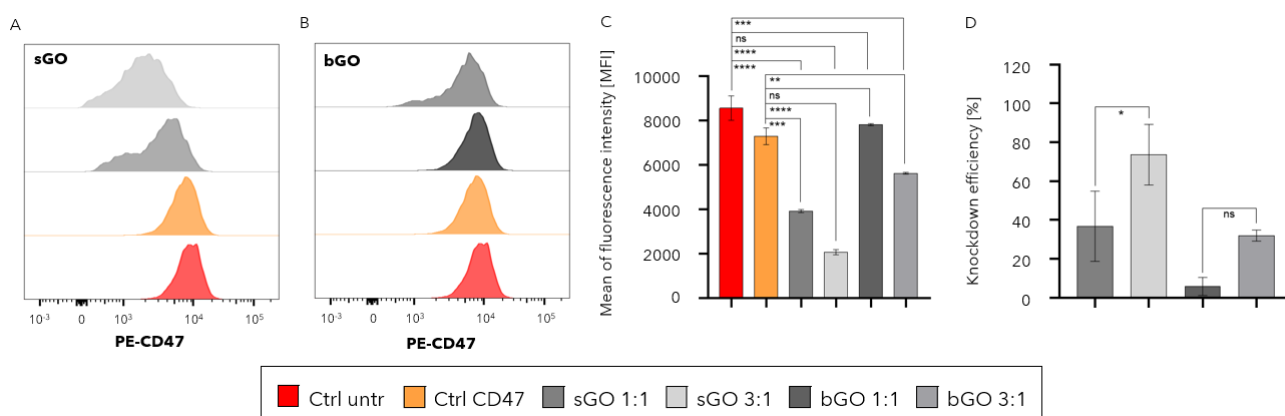 A
sGO
10-3
0
10³
10⁴
10⁵
PE-CD47
B
bGO
10-3
0
10³
10⁴
10⁵
PE-CD47
C
Mean of fluorescence intensity [MFI]
10000
8000
6000
4000
2000
0
***
ns
****
****
**
ns
****
***
D
Knockdown efficiency [%]
120
100
80
60
40
20
0
*
ns
Ctrl untr Ctrl CD47 sGO 1:1 sGO 3:1 bGO 1:1 bGO 3:1